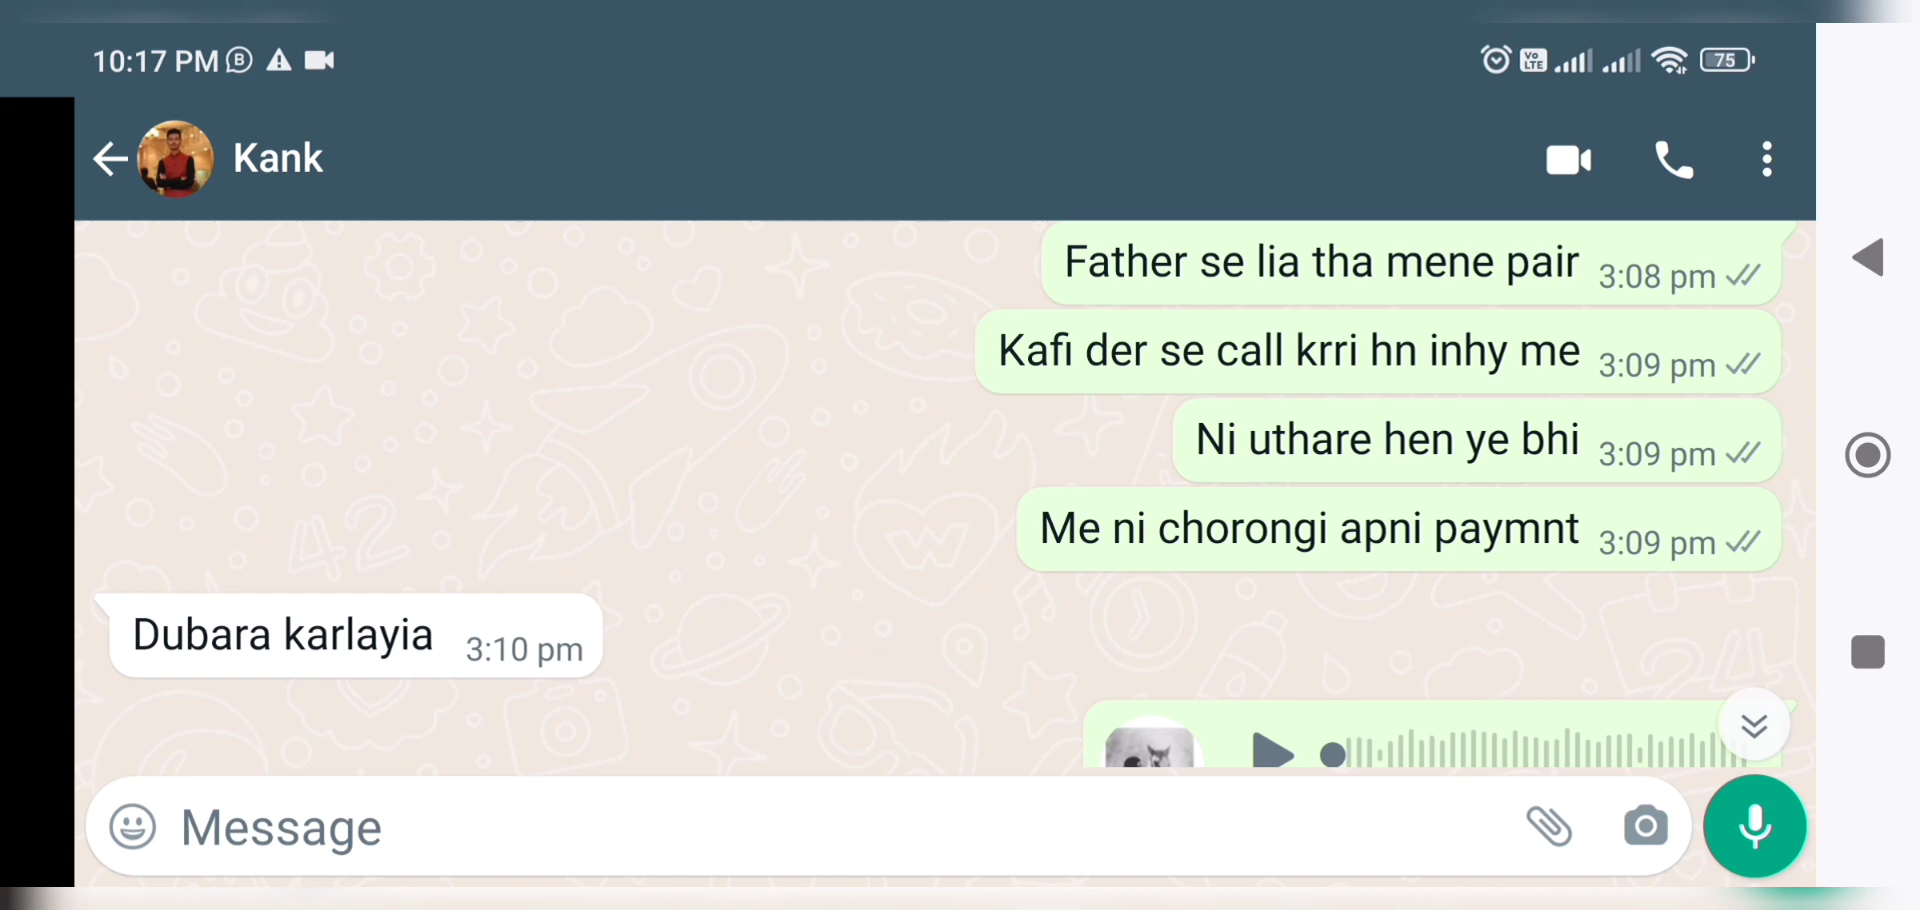 10:17 PM
Vo LTE
75
Kank
Father se lia tha mene pair 3:08 pm
Kafi der se call krri hn inhy me 3:09 pm
Ni uthare hen ye bhi 3:09 pm
Me ni chorongi apni paymnt 3:09 pm
Dubara karlayia 3:10 pm
Message